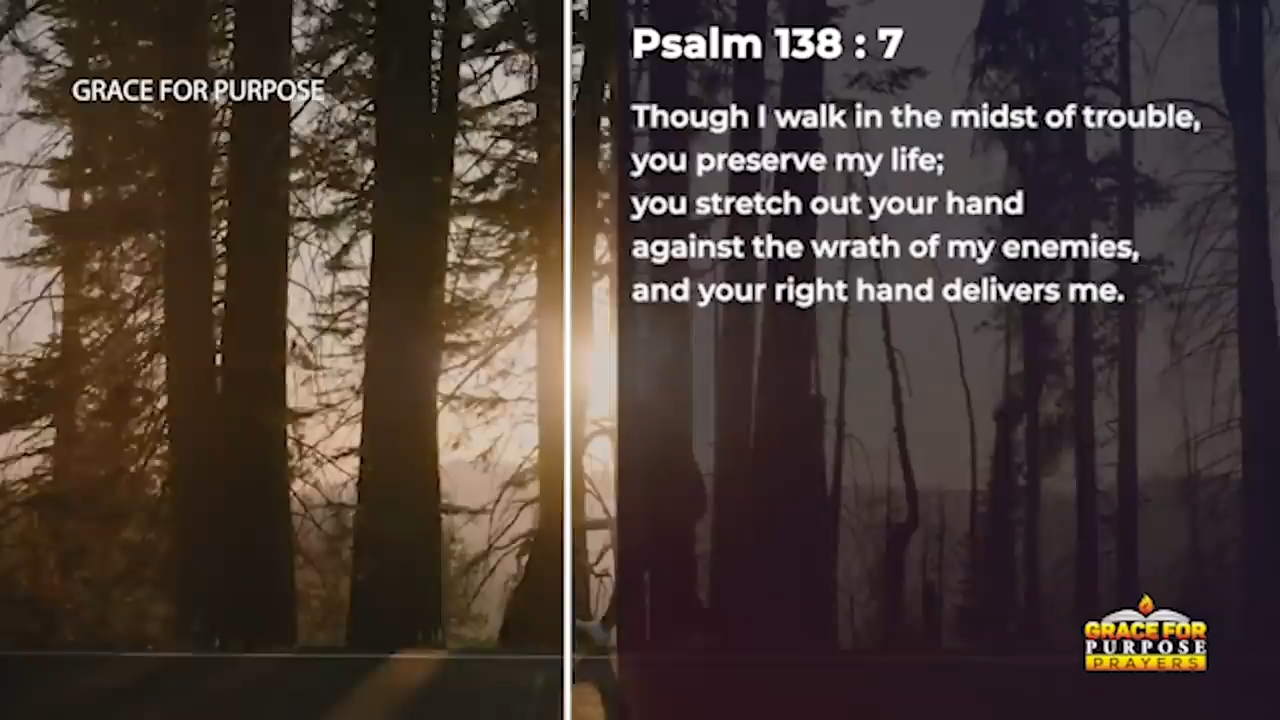 GRACE FOR PURPOSE
Psalm 138 : 7
Though I walk in the midst of trouble,
you preserve my life;
you stretch out your hand
against the wrath of my enemies,
and your right hand delivers me.
GRACE FOR
PURPOSE
PRAYERS